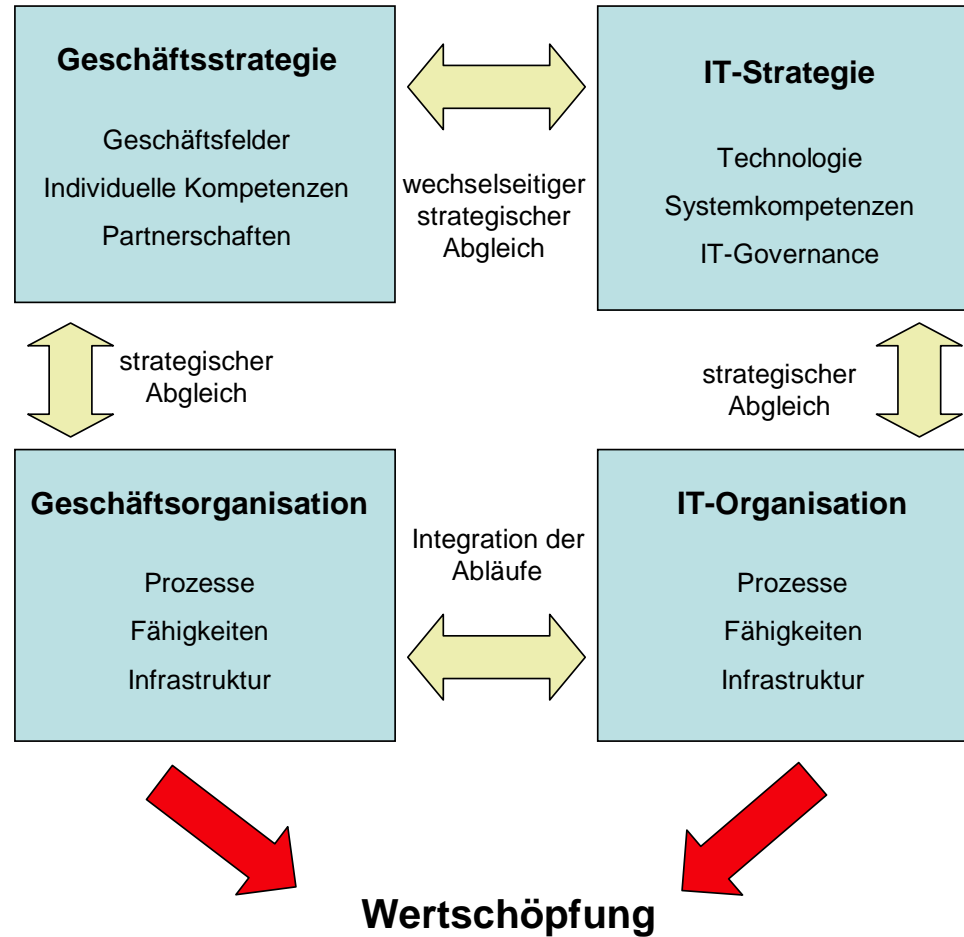 Geschäftsstrategie
Geschäftsfelder
Individuelle Kompetenzen
Partnerschaften
wechselseitiger
strategischer
Abgleich
IT-Strategie
Technologie
Systemkompetenzen
IT-Governance
strategischer
Abgleich
strategischer
Abgleich
Geschäftsorganisation
Prozesse
Fähigkeiten
Infrastruktur
Integration der
Abläufe
IT-Organisation
Prozesse
Fähigkeiten
Infrastruktur
Wertschöpfung